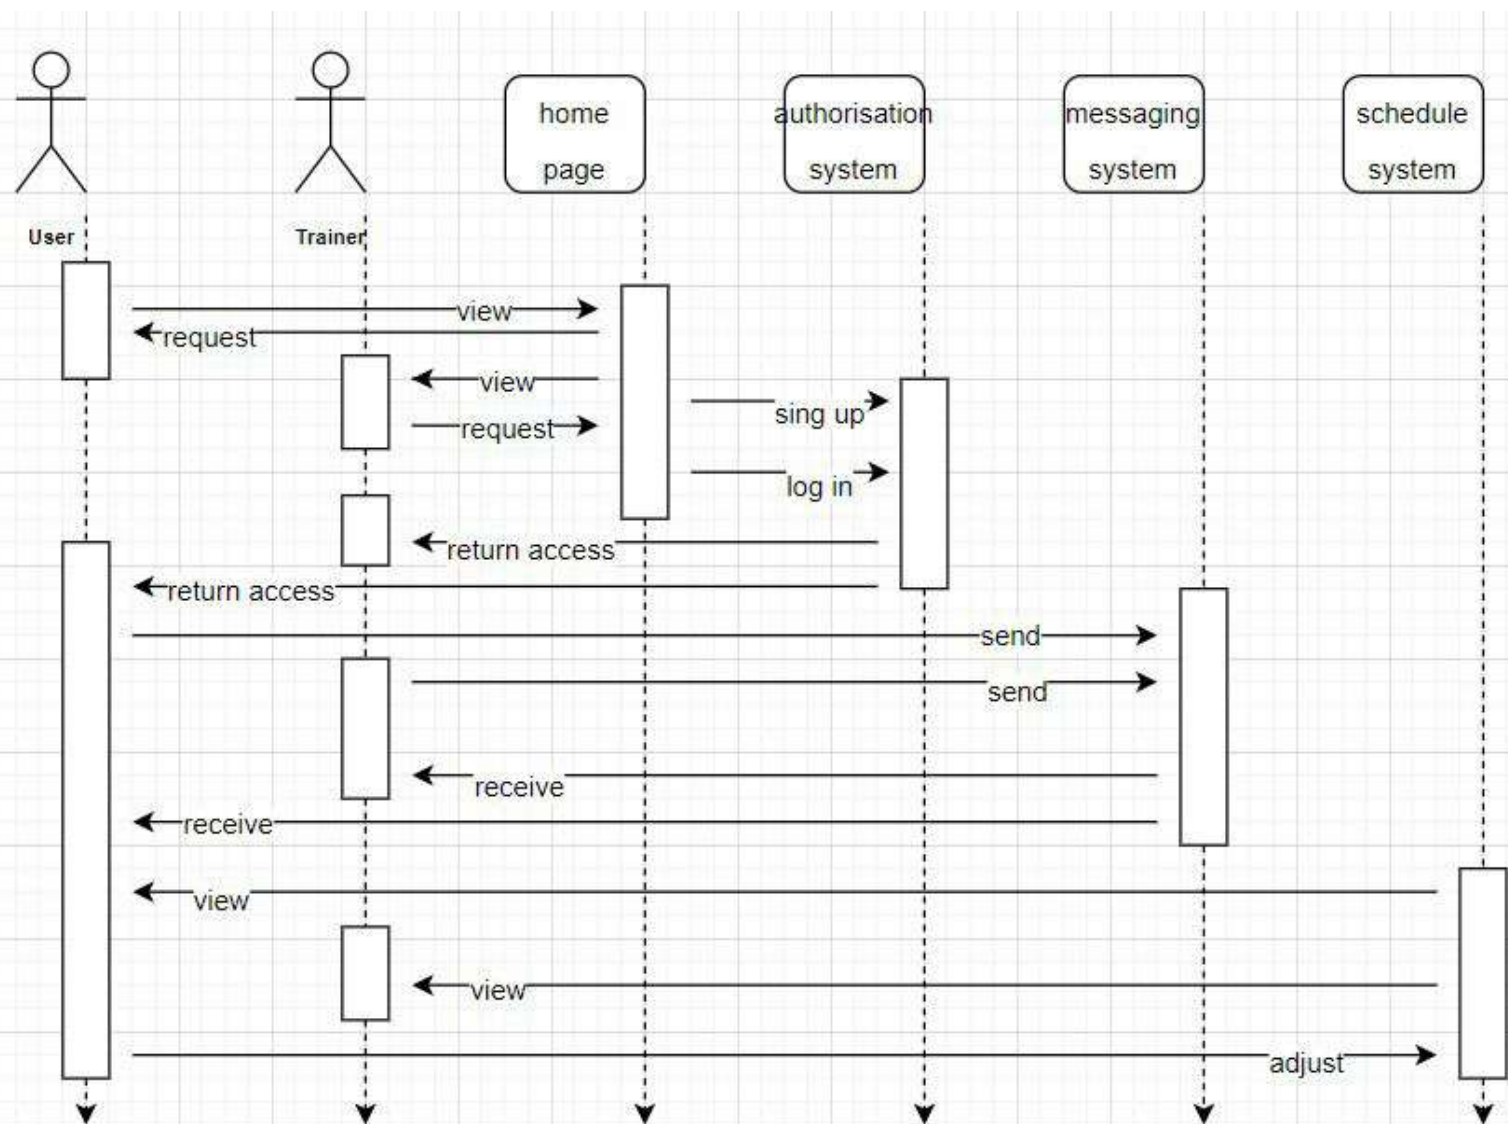 home
page
authorisation
system
messaging
system
schedule
system
User
Trainer
view
request
view
sing up
request
log in
return access
return access
send
send
receive
receive
view
view
adjust